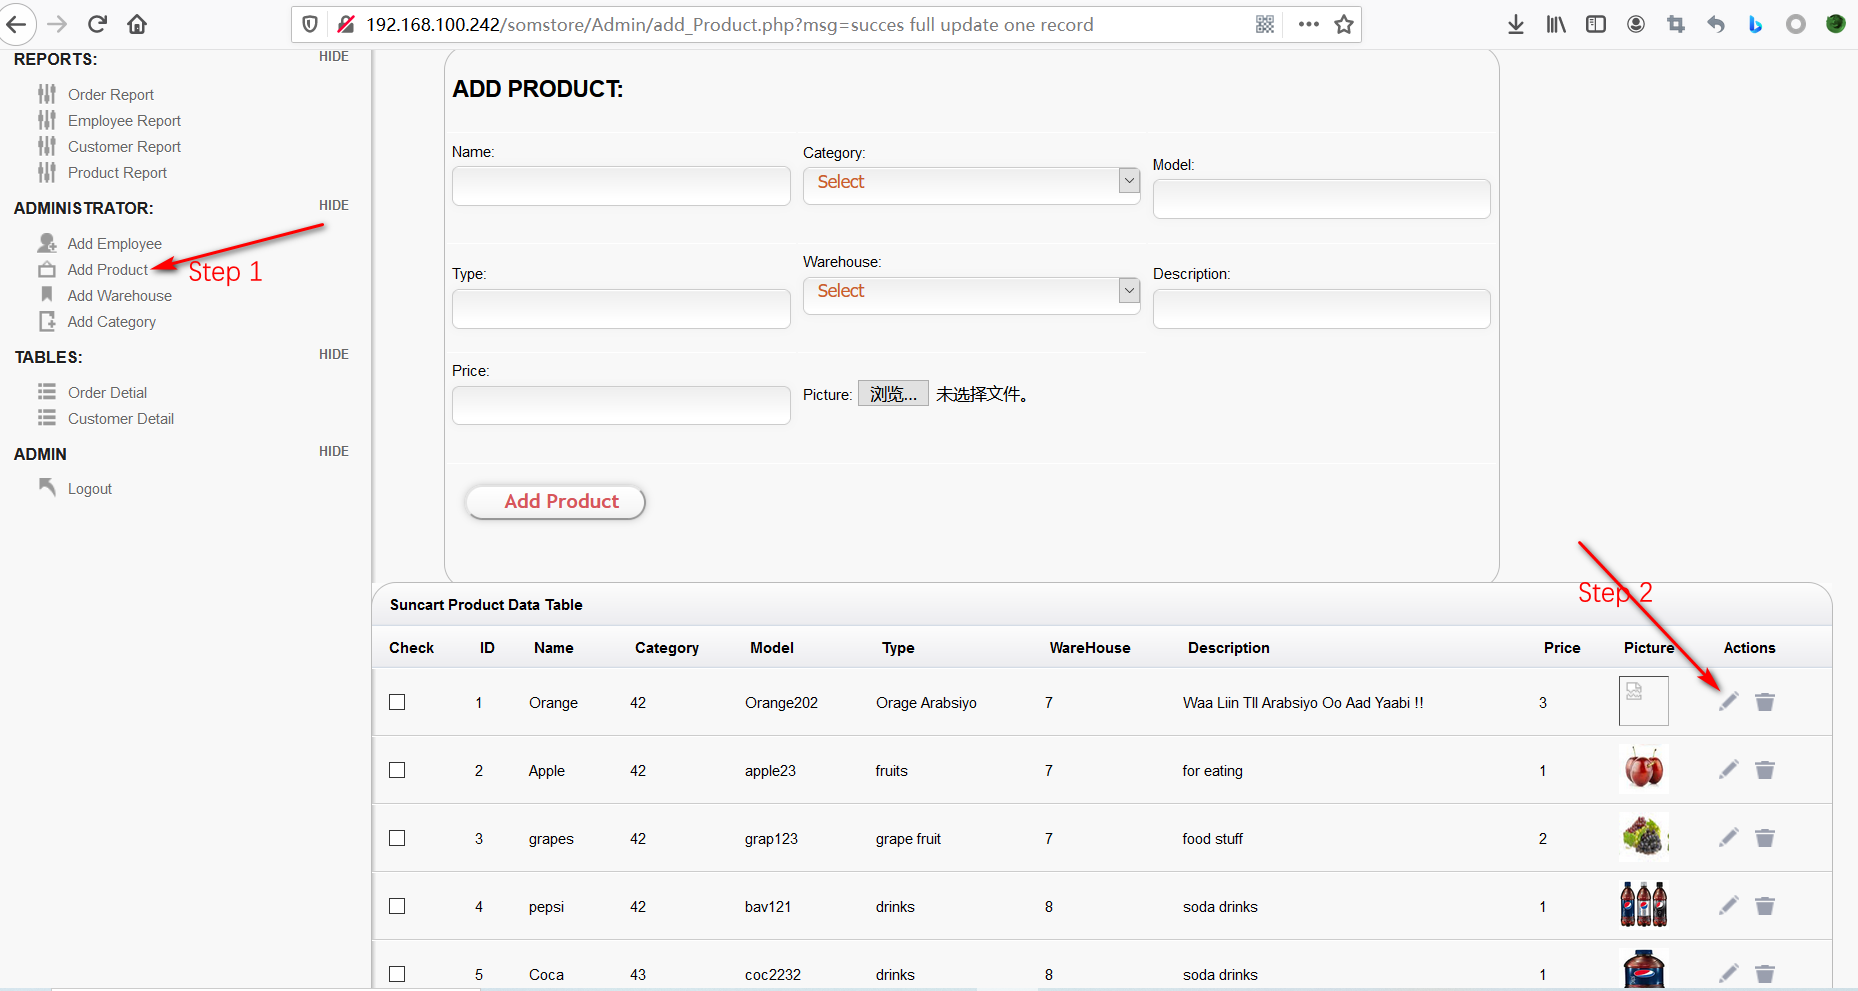 192.168.100.242/somstore/Admin/add_Product.php?msg=succes full update one record
REPORTS: HIDE
Order Report
Employee Report
Customer Report
Product Report
ADMINISTRATOR: HIDE
Add Employee
Add Product
Step 1
Add Warehouse
Add Category
TABLES: HIDE
Order Detial
Customer Detail
ADMIN HIDE
Logout
ADD PRODUCT:
Name: Category: Model:
Select
Type: Warehouse: Description:
Select
Price: Picture: 浏览... 未选择文件。
Add Product
Step 2
Suncart Product Data Table
Check ID Name Category Model Type WareHouse Description Price Picture Actions
1 Orange 42 Orange202 Orage Arabsiyo 7 Waa Liin Tll Arabsiyo Oo Aad Yaabi !! 3
2 Apple 42 apple23 fruits 7 for eating 1
3 grapes 42 grap123 grape fruit 7 food stuff 2
4 pepsi 42 bav121 drinks 8 soda drinks 1
5 Coca 43 coc2232 drinks 8 soda drinks 1